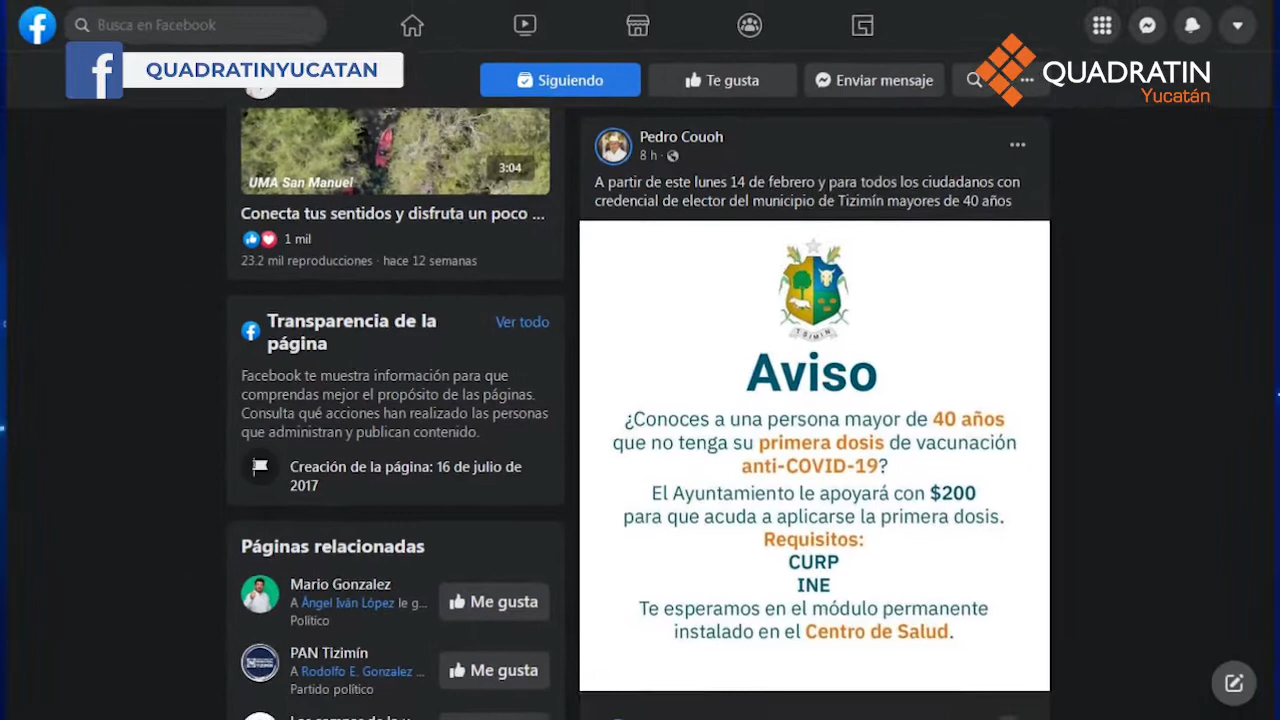 Busca en Facebook
QUADRATINYUCATAN
Siguiendo
Te gusta
Enviar mensaje
QUADRATIN
Yucatán
3:04
UMA San Manuel
Conecta tus sentidos y disfruta un poco ...
1 mil
23.2 mil reproducciones · hace 12 semanas
Transparencia de la
página
Ver todo
Facebook te muestra información para que
comprendas mejor el propósito de las páginas.
Consulta qué acciones han realizado las personas
que administran y publican contenido.
Creación de la página: 16 de julio de
2017
Páginas relacionadas
Mario Gonzalez
A Ángel Iván López le g...
Político
Me gusta
PAN Tizimín
A Rodolfo E. Gonzalez ...
Partido político
Me gusta
Pedro Couoh
8 h ·
A partir de este lunes 14 de febrero y para todos los ciudadanos con
credencial de elector del municipio de Tizimín mayores de 40 años
Aviso
¿Conoces a una persona mayor de 40 años
que no tenga su primera dosis de vacunación
anti-COVID-19?
El Ayuntamiento le apoyará con $200
para que acuda a aplicarse la primera dosis.
Requisitos:
CURP
INE
Te esperamos en el módulo permanente
instalado en el Centro de Salud.